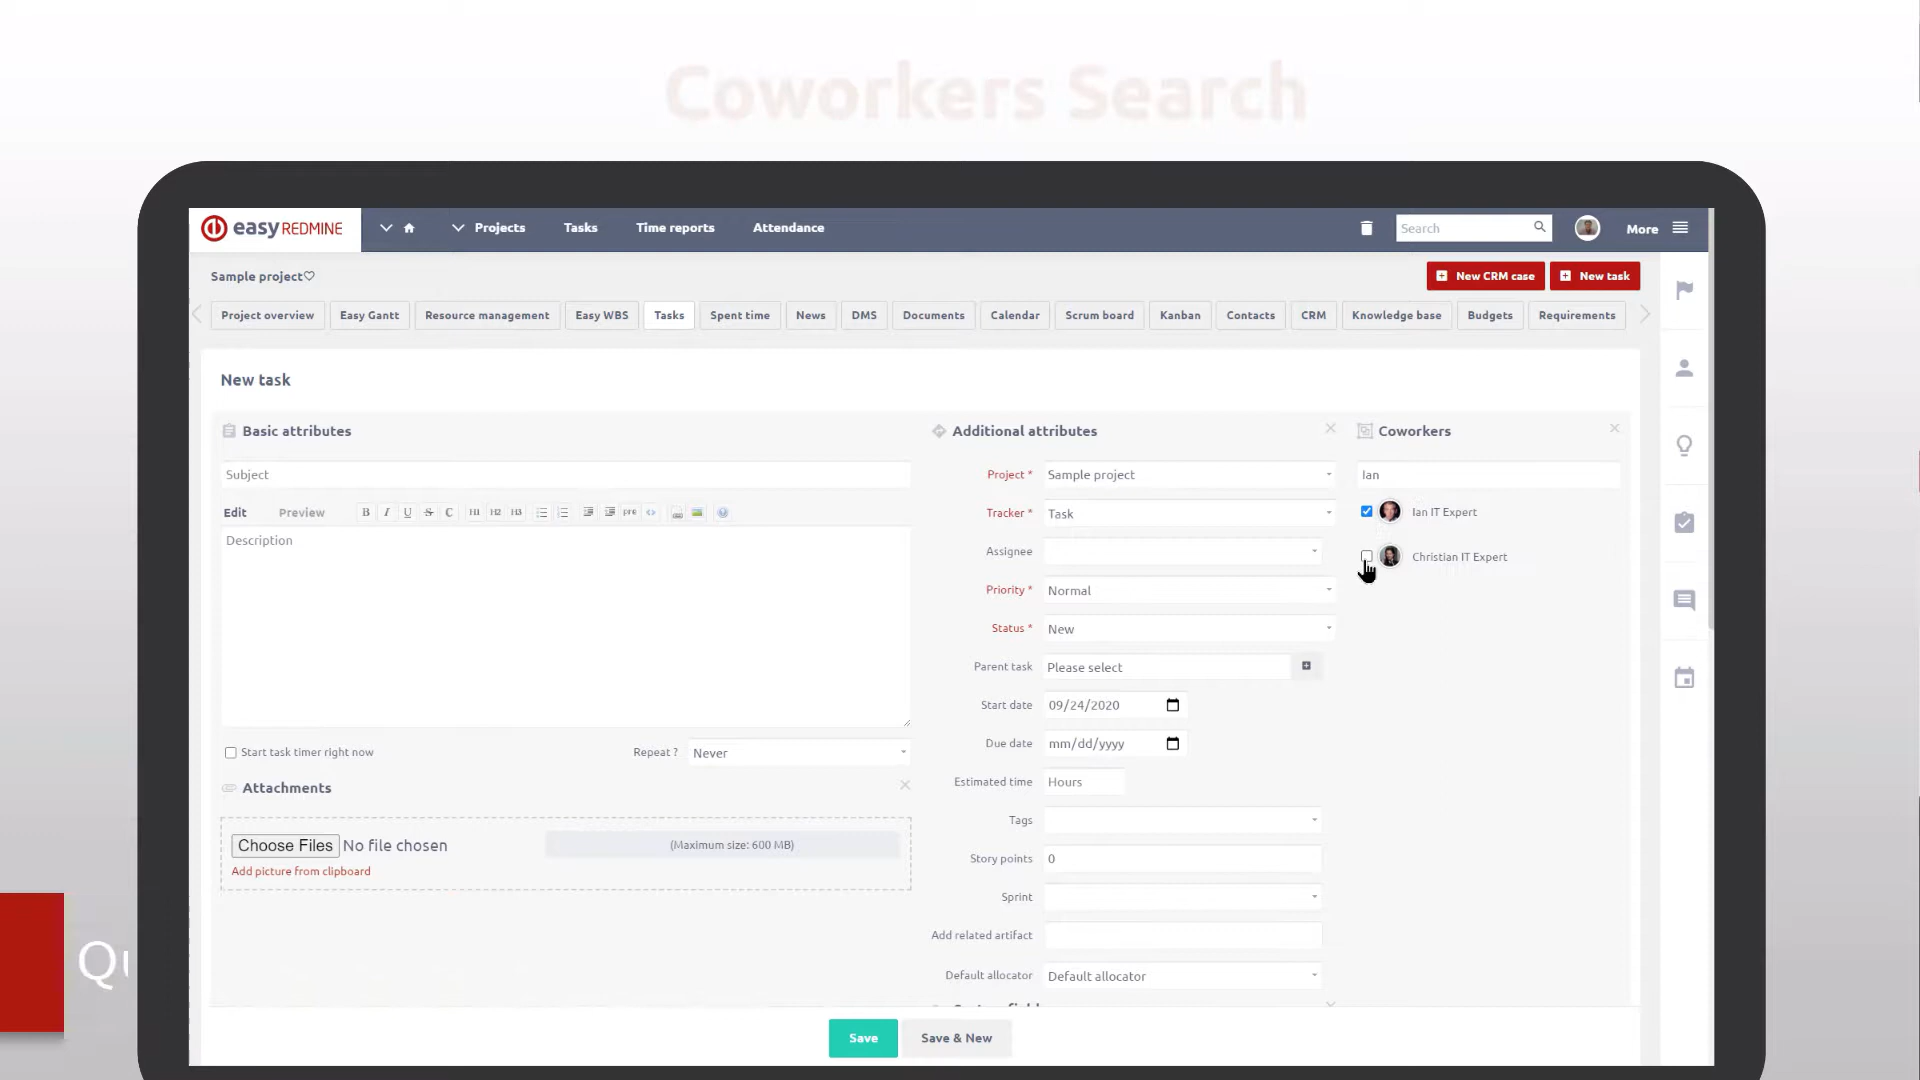 Coworkers Search
easy REDMINE
Projects
Tasks
Time reports
Attendance
Search
More
Sample project
New CRM case
New task
Project overview
Easy Gantt
Resource management
Easy WBS
Tasks
Spent time
News
DMS
Documents
Calendar
Scrum board
Kanban
Contacts
CRM
Knowledge base
Budgets
Requirements
New task
Basic attributes
Subject
Edit
Preview
B I U S C H1 H2 H3 pre
Description
Start task timer right now
Repeat ?
Never
Attachments
Choose Files No file chosen
(Maximum size: 600 MB)
Add picture from clipboard
Additional attributes
Project * Sample project
Tracker * Task
Assignee
Priority * Normal
Status * New
Parent task Please select
Start date 09/24/2020
Due date mm/dd/yyyy
Estimated time Hours
Tags
Story points 0
Sprint
Add related artifact
Default allocator Default allocator
Coworkers
Ian
Ian IT Expert
Christian IT Expert
Save
Save & New